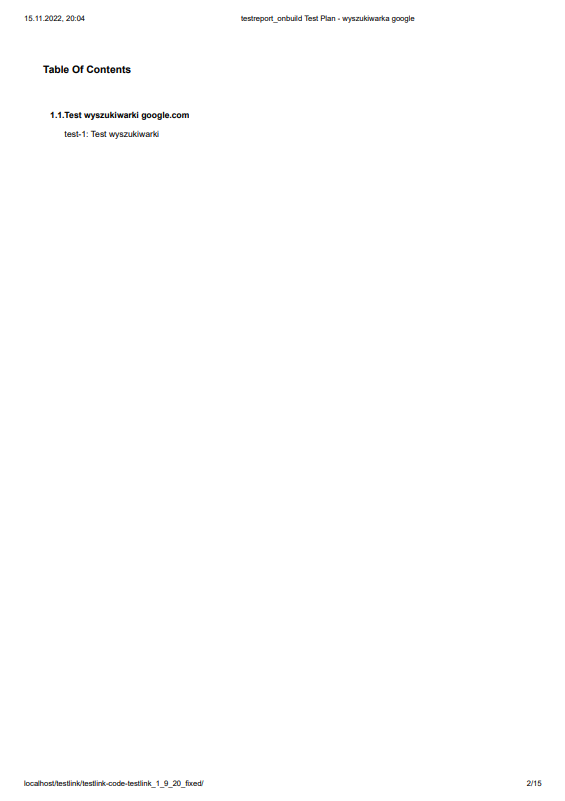 15.11.2022, 20:04 testreport_onbuild Test Plan - wyszukiwarka google
Table Of Contents
1.1.Test wyszukiwarki google.com
test-1: Test wyszukiwarki
localhost/testlink/testlink-code-testlink_1_9_20_fixed/ 2/15